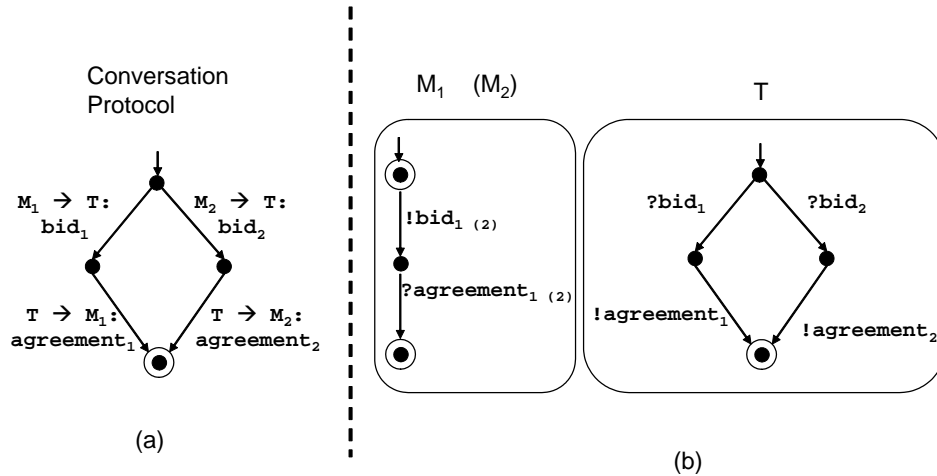 Conversation
Protocol
M₁ → T:
bid₁
M₂ → T:
bid₂
T → M₁:
agreement₁
T → M₂:
agreement₂
(a)
M₁ (M₂)
!bid₁ ₍₂₎
?agreement₁ ₍₂₎
T
?bid₁
?bid₂
!agreement₁
!agreement₂
(b)